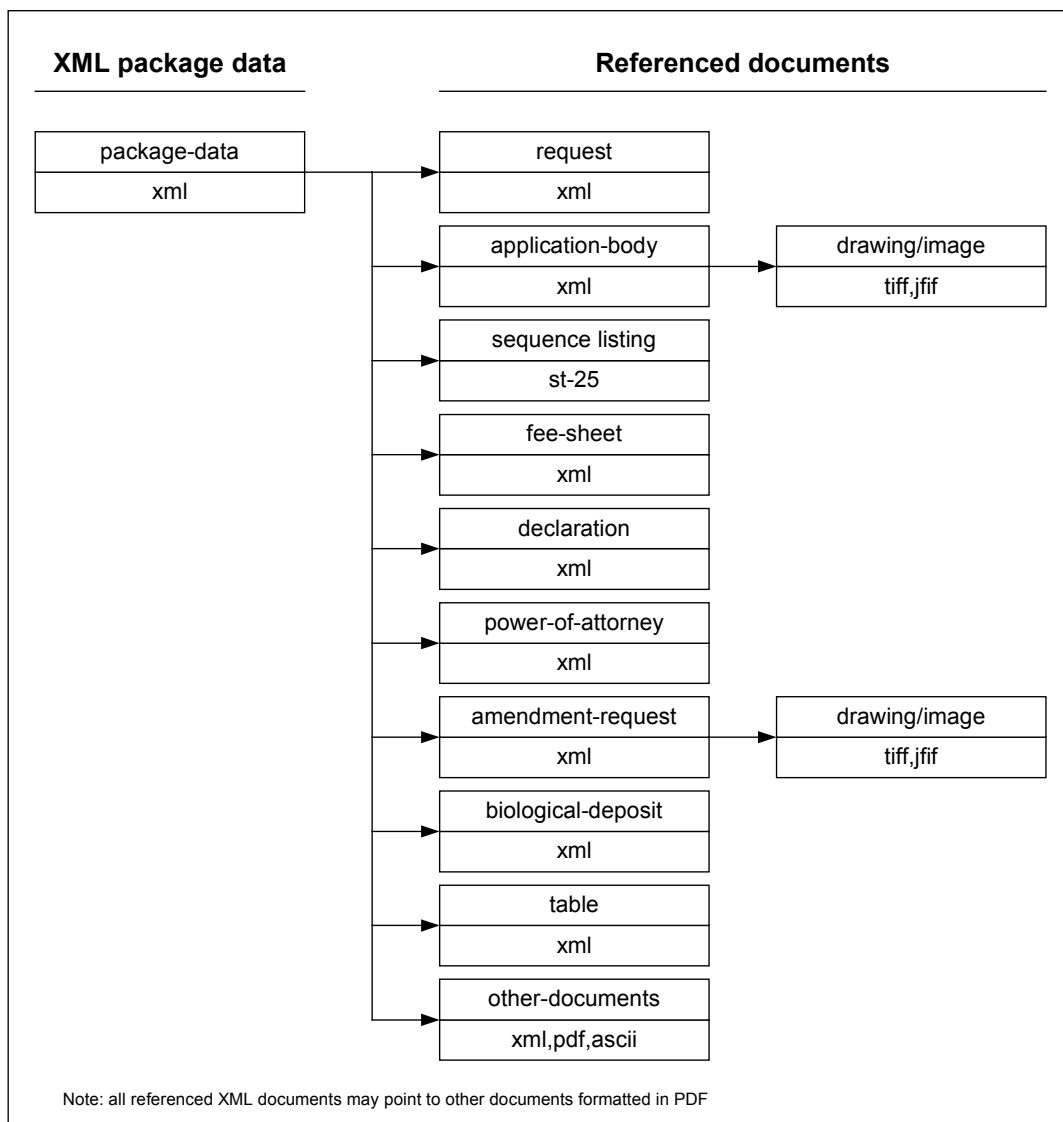 XML package data
Referenced documents
package-data
xml
request
xml
application-body
xml
drawing/image
tiff,jfif
sequence listing
st-25
fee-sheet
xml
declaration
xml
power-of-attorney
xml
amendment-request
xml
drawing/image
tiff,jfif
biological-deposit
xml
table
xml
other-documents
xml,pdf,ascii
Note: all referenced XML documents may point to other documents formatted in PDF